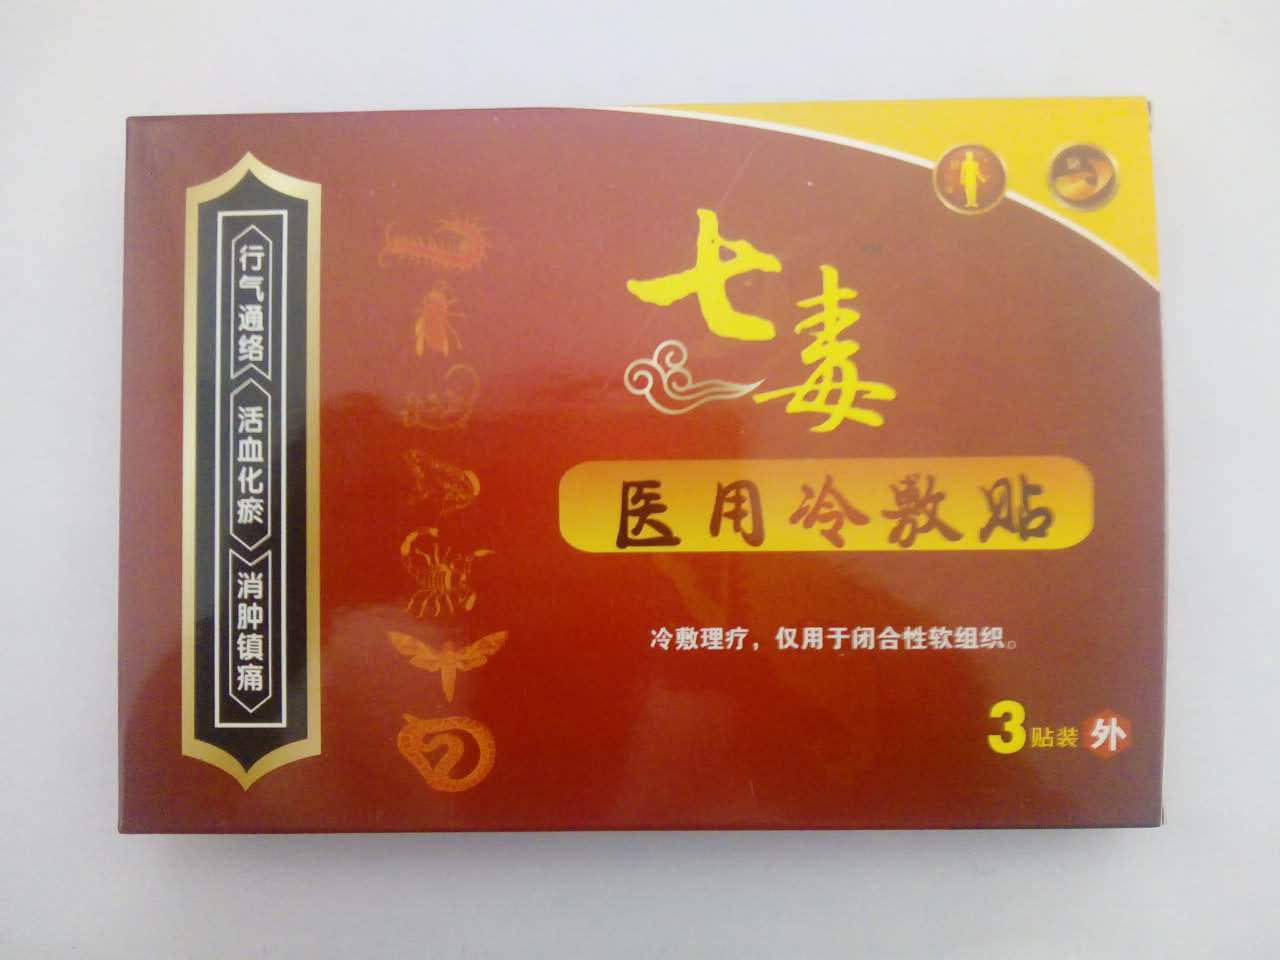 行气通络
活血化瘀
消肿镇痛
七毒
医用冷敷贴
冷敷理疗，仅用于闭合性软组织。
3贴装 外